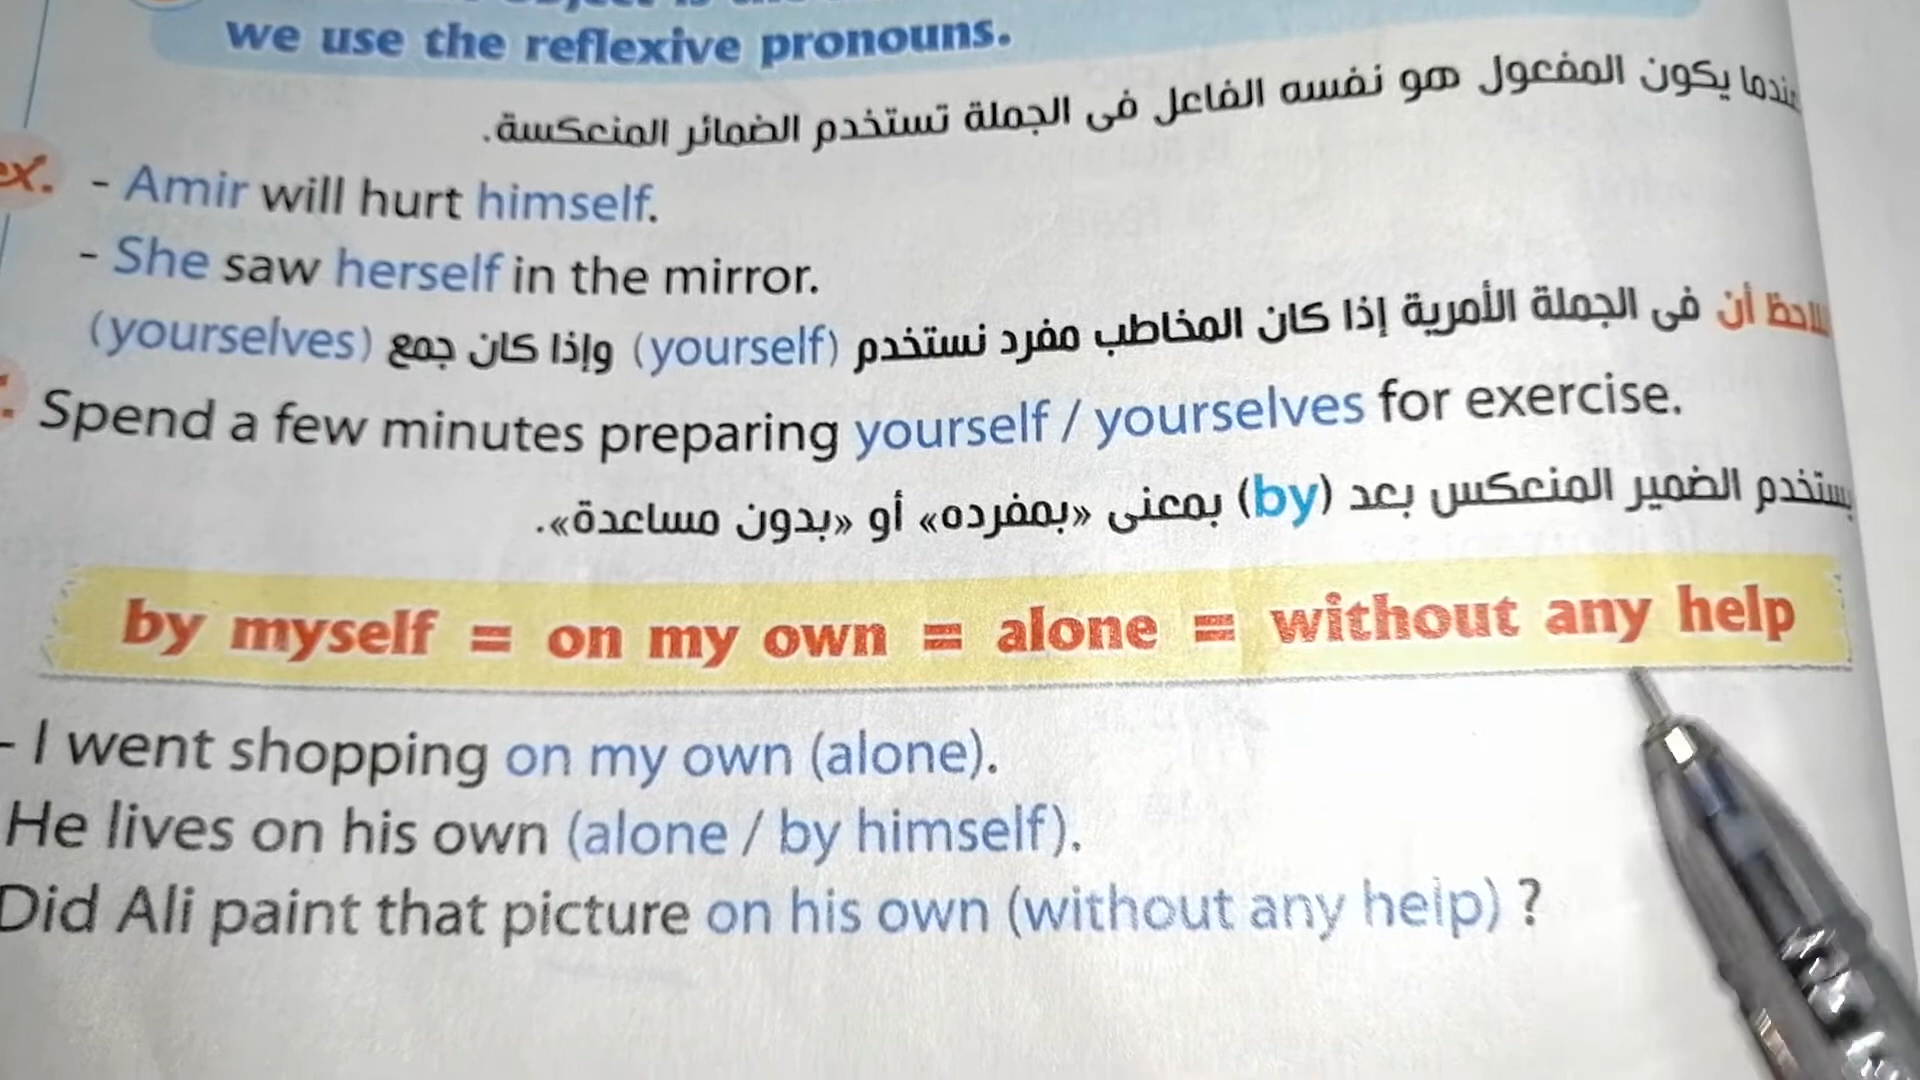 we use the reflexive pronouns.
عندما يكون المفعول هو نفسه الفاعل فى الجملة تستخدم الضمائر المنعكسة.
ex. - Amir will hurt himself.
- She saw herself in the mirror.
لاحظ أن فى الجملة الأمرية إذا كان المخاطب مفرد نستخدم (yourself) وإذا كان جمع (yourselves)
Spend a few minutes preparing yourself / yourselves for exercise.
يستخدم الضمير المنعكس بعد (by) بمعنى «بمفرده» أو «بدون مساعدة».
by myself = on my own = alone = without any help
- I went shopping on my own (alone).
He lives on his own (alone / by himself).
Did Ali paint that picture on his own (without any help) ?